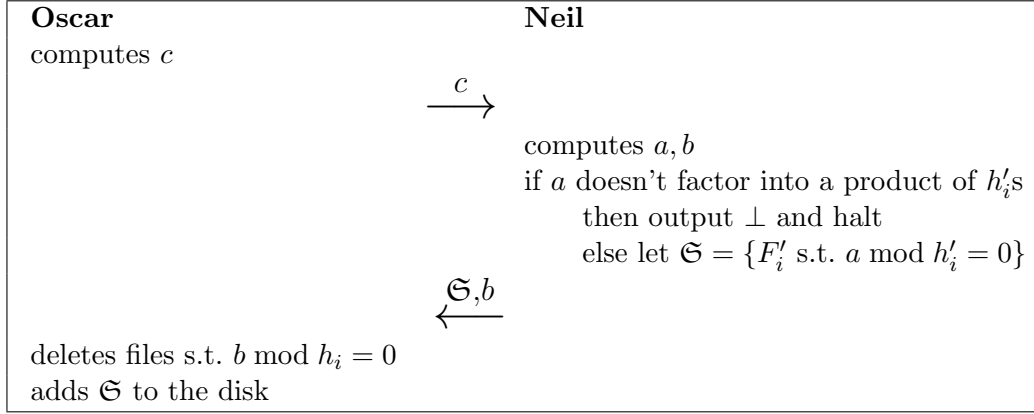 Oscar Neil
computes c
c
computes a, b
if a doesn't factor into a product of h′ᵢs
then output ⊥ and halt
else let 𝔖 = {F′ᵢ s.t. a mod h′ᵢ = 0}
𝔖,b
deletes files s.t. b mod hᵢ = 0
adds 𝔖 to the disk